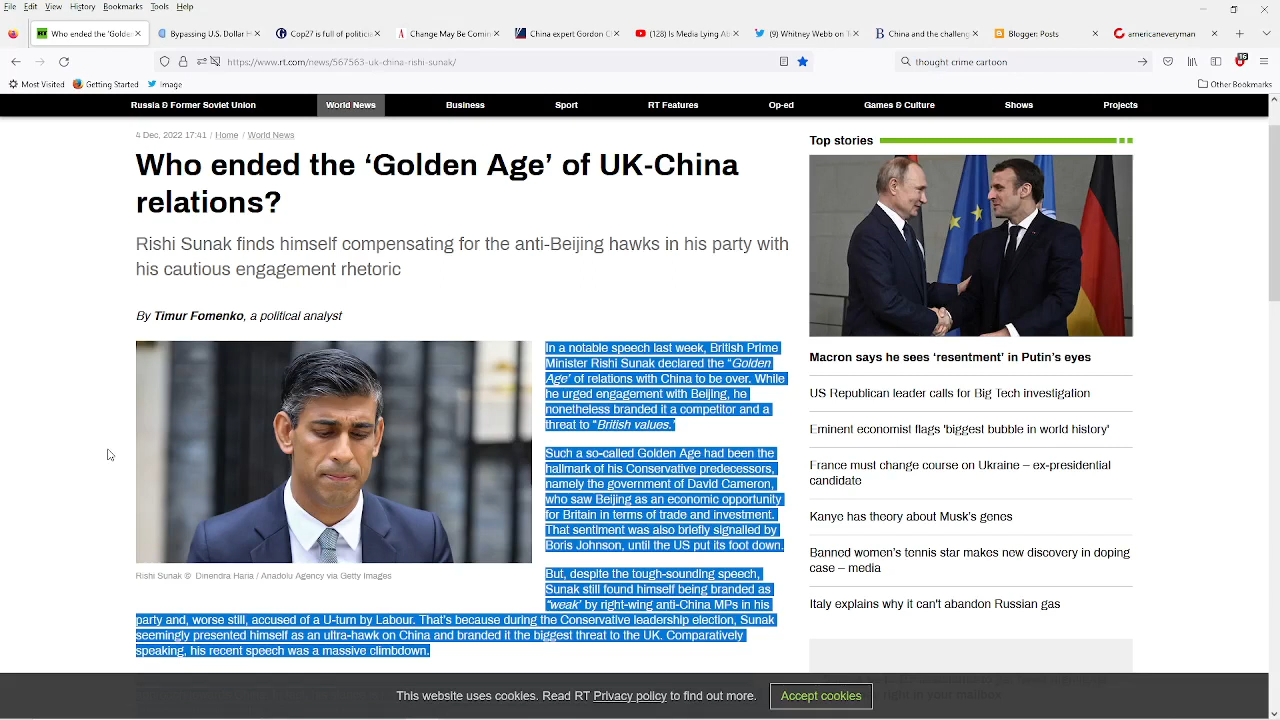 File Edit View History Bookmarks Tools Help
Who ended the 'Golden
Bypassing U.S. Dollar H
Cop27 is full of politici
Change May Be Comin
China expert Gordon C
(128) Is Media Lying Ab
(9) Whitney Webb on T
China and the challeng
Blogger: Posts
americaneveryman
https://www.rt.com/news/567563-uk-china-rishi-sunak/
thought crime cartoon
16
Most Visited Getting Started Image Other Bookmarks
Russia & Former Soviet Union World News Business Sport RT Features Op-ed Games & Culture Shows Projects
4 Dec, 2022 17:41 / Home / World News
Who ended the ‘Golden Age’ of UK-China
relations?
Rishi Sunak finds himself compensating for the anti-Beijing hawks in his party with
his cautious engagement rhetoric
By Timur Fomenko, a political analyst
Rishi Sunak © Dinendra Haria / Anadolu Agency via Getty Images
In a notable speech last week, British Prime
Minister Rishi Sunak declared the “Golden
Age’ of relations with China to be over. While
he urged engagement with Beijing, he
nonetheless branded it a competitor and a
threat to “British values.’
Such a so-called Golden Age had been the
hallmark of his Conservative predecessors,
namely the government of David Cameron,
who saw Beijing as an economic opportunity
for Britain in terms of trade and investment.
That sentiment was also briefly signalled by
Boris Johnson, until the US put its foot down.
But, despite the tough-sounding speech,
Sunak still found himself being branded as
“weak’ by right-wing anti-China MPs in his
party and, worse still, accused of a U-turn by Labour. That’s because during the Conservative leadership election, Sunak
seemingly presented himself as an ultra-hawk on China and branded it the biggest threat to the UK. Comparatively
speaking, his recent speech was a massive climbdown.
Top stories
Macron says he sees ‘resentment’ in Putin’s eyes
US Republican leader calls for Big Tech investigation
Eminent economist flags 'biggest bubble in world history'
France must change course on Ukraine – ex-presidential
candidate
Kanye has theory about Musk's genes
Banned women's tennis star makes new discovery in doping
case – media
Italy explains why it can't abandon Russian gas
right in your mailbox
This website uses cookies. Read RT Privacy policy to find out more. Accept cookies